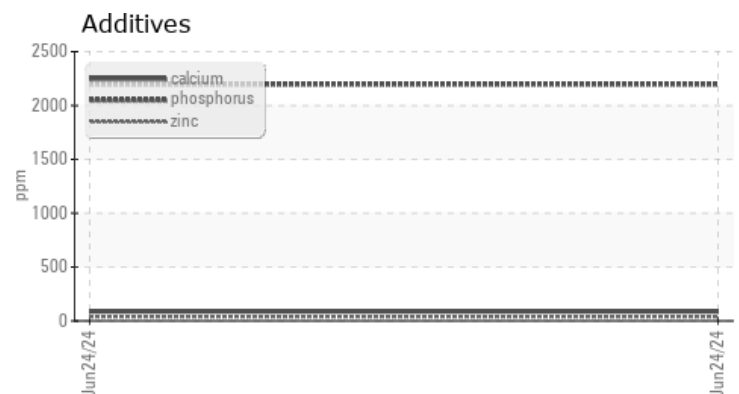 Additives
2500
2000
1500
1000
500
0
ppm
calcium
phosphorus
zinc
Jun24/24
Jun24/24